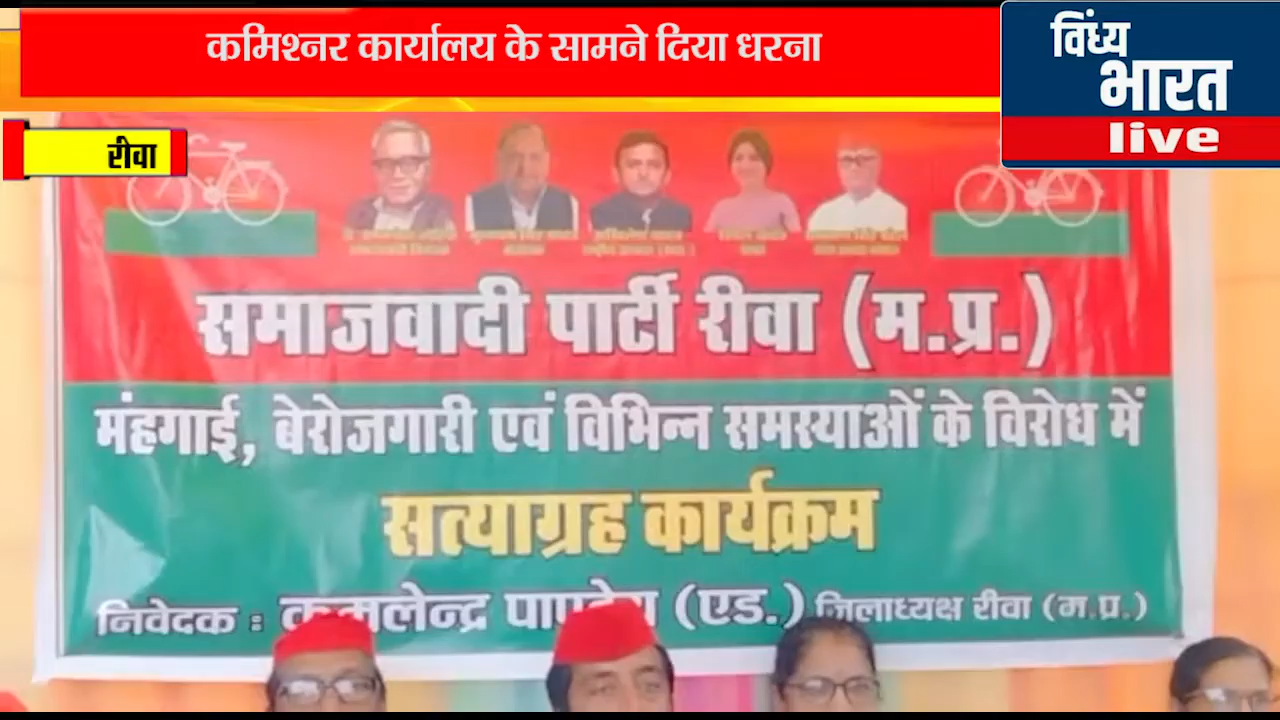 कमिश्नर कार्यालय के सामने दिया धरना
विंध्य
भारत
live
रीवा
समाजवादी पार्टी रीवा (म.प्र.)
मंहगाई, बेरोजगारी एवं विभिन्न समस्याओं के विरोध में
सत्याग्रह कार्यक्रम
निवेदक : कमलेन्द्र पाण्डेय (एड.) जिलाध्यक्ष रीवा (म.प्र.)